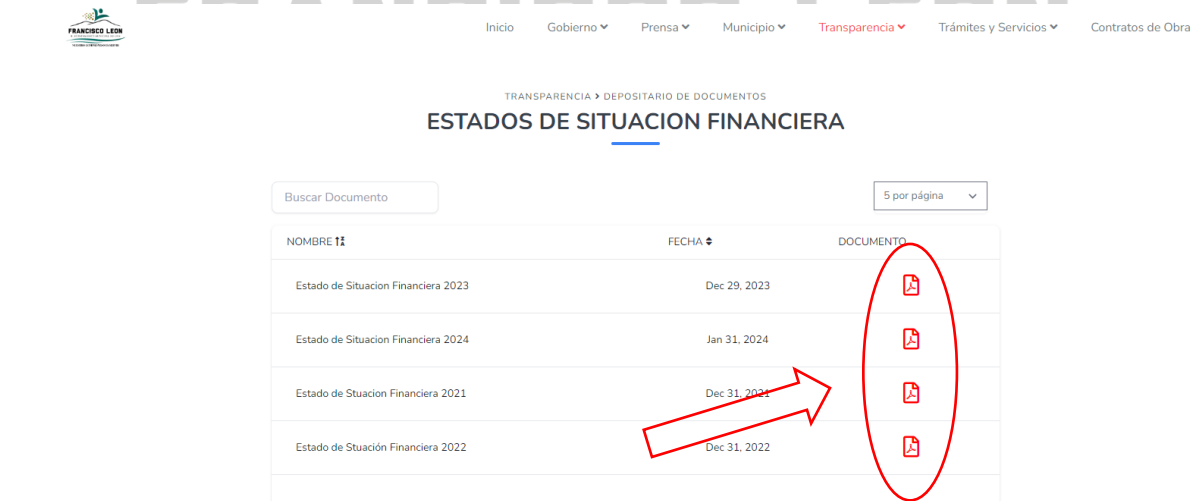 FRANCISCO LEON
Inicio Gobierno Prensa Municipio Transparencia Trámites y Servicios Contratos de Obra
TRANSPARENCIA > DEPOSITARIO DE DOCUMENTOS
ESTADOS DE SITUACION FINANCIERA
Buscar Documento 5 por página
NOMBRE FECHA DOCUMENTO
Estado de Situacion Financiera 2023 Dec 29, 2023
Estado de Situacion Financiera 2024 Jan 31, 2024
Estado de Stuacion Financiera 2021 Dec 31, 2021
Estado de Stuación Financiera 2022 Dec 31, 2022